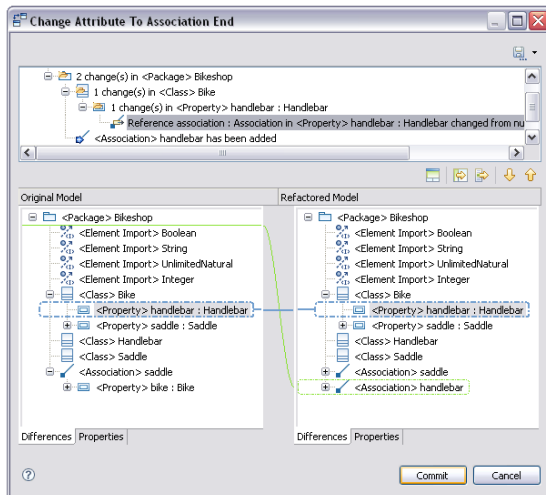 Change Attribute To Association End
2 change(s) in <Package> Bikeshop
1 change(s) in <Class> Bike
1 change(s) in <Property> handlebar : Handlebar
Reference association : Association in <Property> handlebar : Handlebar changed from nu
<Association> handlebar has been added
Original Model
<Package> Bikeshop
<Element Import> Boolean
<Element Import> String
<Element Import> UnlimitedNatural
<Element Import> Integer
<Class> Bike
<Property> handlebar : Handlebar
<Property> saddle : Saddle
<Class> Handlebar
<Class> Saddle
<Association> saddle
<Property> bike : Bike
Differences Properties
Refactored Model
<Package> Bikeshop
<Element Import> Boolean
<Element Import> String
<Element Import> UnlimitedNatural
<Element Import> Integer
<Class> Bike
<Property> handlebar : Handlebar
<Property> saddle : Saddle
<Class> Handlebar
<Class> Saddle
<Association> saddle
<Association> handlebar
Differences Properties
Commit Cancel